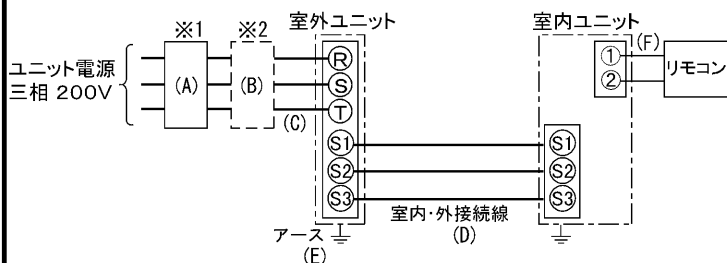 ※1
※2
室外ユニット
室内ユニット
ユニット電源
三相 200V
(A)
(B)
(C)
R
S
T
S1
S2
S3
室内・外接続線
(D)
アース
(E)
①
②
(F)
リモコン
S1
S2
S3